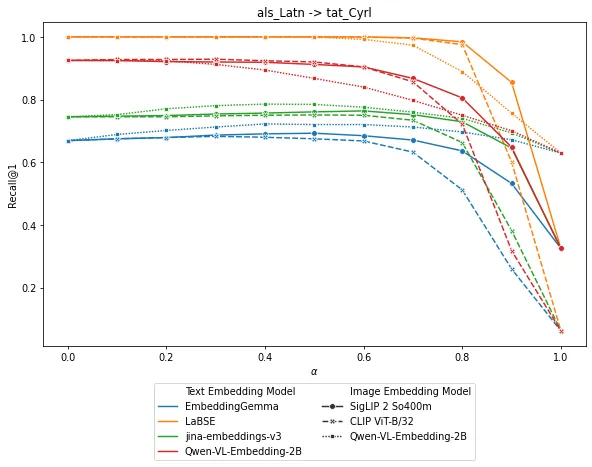 als_Latn -> tat_Cyrl
Recall@1
1.0
0.8
0.6
0.4
0.2
0.0 0.2 0.4 0.6 0.8 1.0
α
Text Embedding Model
EmbeddingGemma
LaBSE
jina-embeddings-v3
Qwen-VL-Embedding-2B
Image Embedding Model
SigLIP 2 So400m
CLIP ViT-B/32
Qwen-VL-Embedding-2B